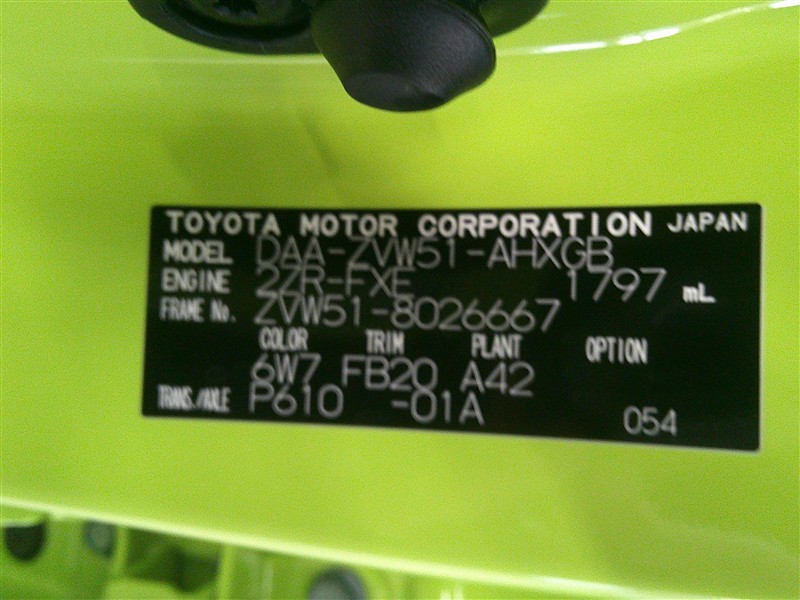 TOYOTA MOTOR CORPORATION JAPAN
MODEL DAA-ZVW51-AHXGB
ENGINE 2ZR-FXE 1797 mL
FRAME No. ZVW51-8026667
COLOR TRIM PLANT OPTION
6W7 FB20 A42
TRANS./AXLE P610 -01A 054